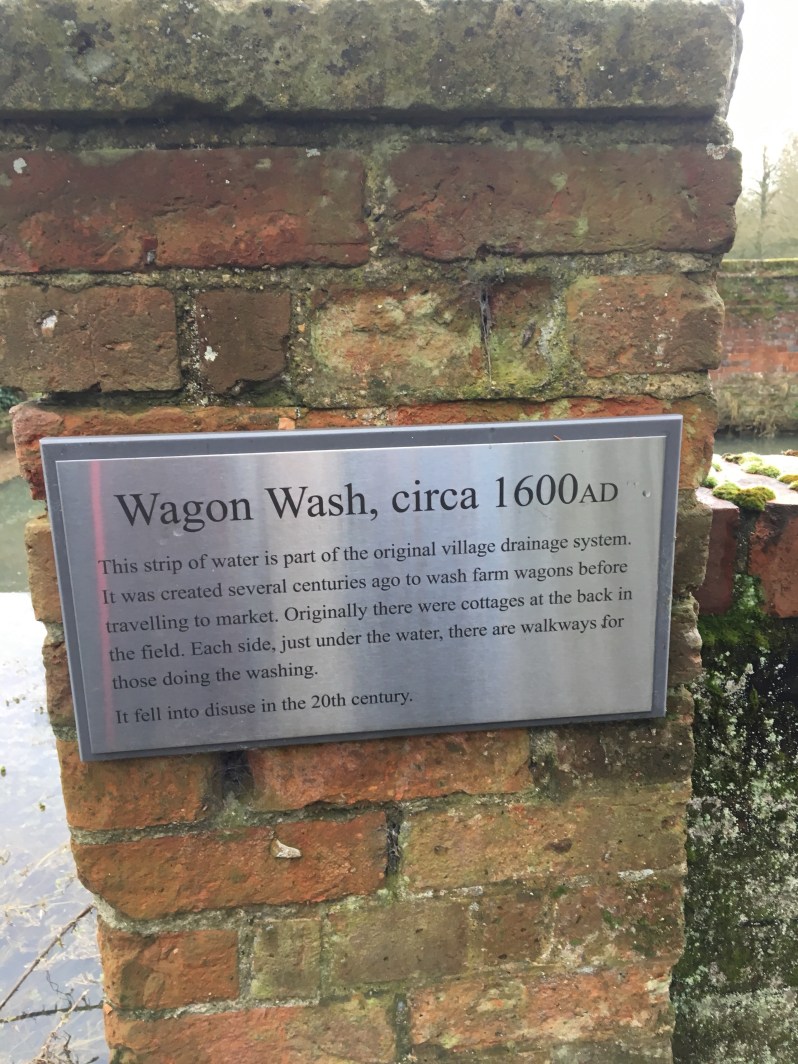 Wagon Wash, circa 1600AD
This strip of water is part of the original village drainage system.
It was created several centuries ago to wash farm wagons before
travelling to market. Originally there were cottages at the back in
the field. Each side, just under the water, there are walkways for
those doing the washing.
It fell into disuse in the 20th century.